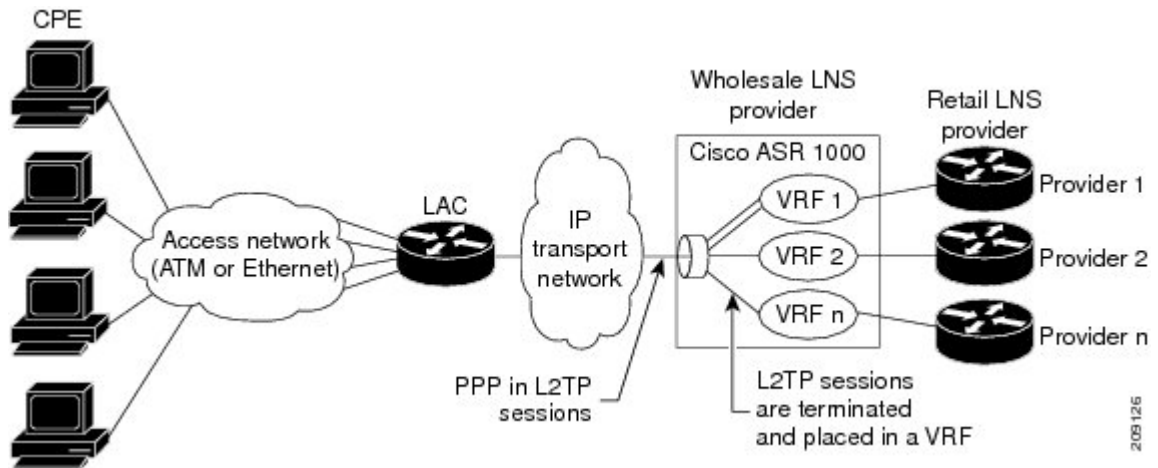 CPE
Wholesale LNS
provider
Retail LNS
provider
Cisco ASR 1000
Access network
(ATM or Ethernet)
LAC
IP
transport
network
VRF 1
VRF 2
VRF n
Provider 1
Provider 2
Provider n
PPP in L2TP
sessions
L2TP sessions
are terminated
and placed in a VRF
209126